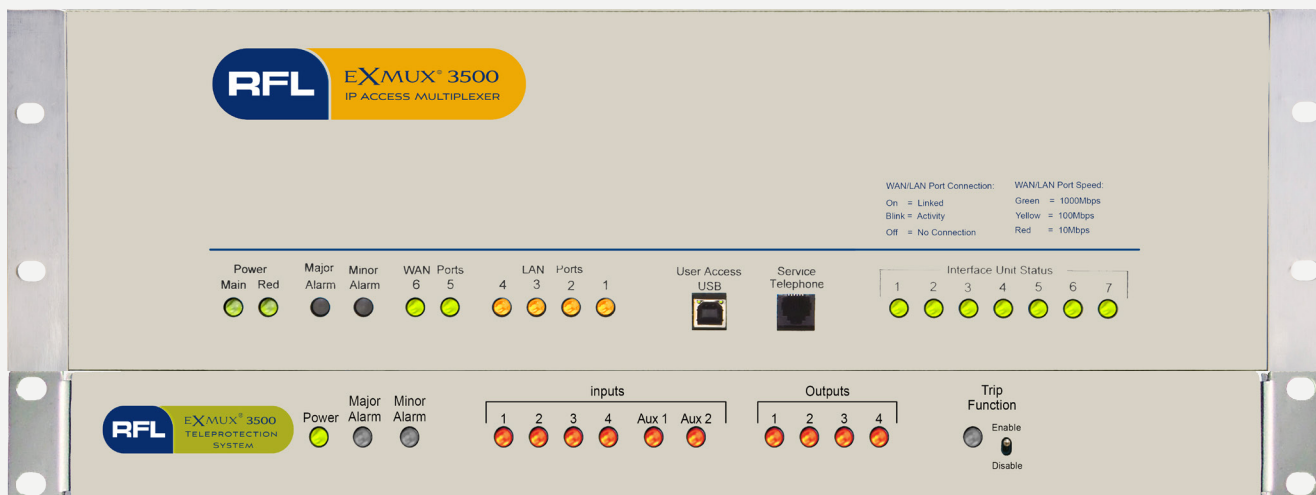 RFL
EXMUX® 3500
IP ACCESS MULTIPLEXER
WAN/LAN Port Connection: WAN/LAN Port Speed:
On = Linked Green = 1000Mbps
Blink = Activity Yellow = 100Mbps
Off = No Connection Red = 10Mbps
Power Major Minor WAN Ports LAN Ports User Access Service Interface Unit Status
Main Red Alarm Alarm 6 5 4 3 2 1 USB Telephone 1 2 3 4 5 6 7
RFL
EXMUX® 3500
TELEPROTECTION
SYSTEM
Power
Major Minor
Alarm Alarm
inputs
1 2 3 4 Aux 1 Aux 2
Outputs
1 2 3 4
Trip
Function
Enable
Disable